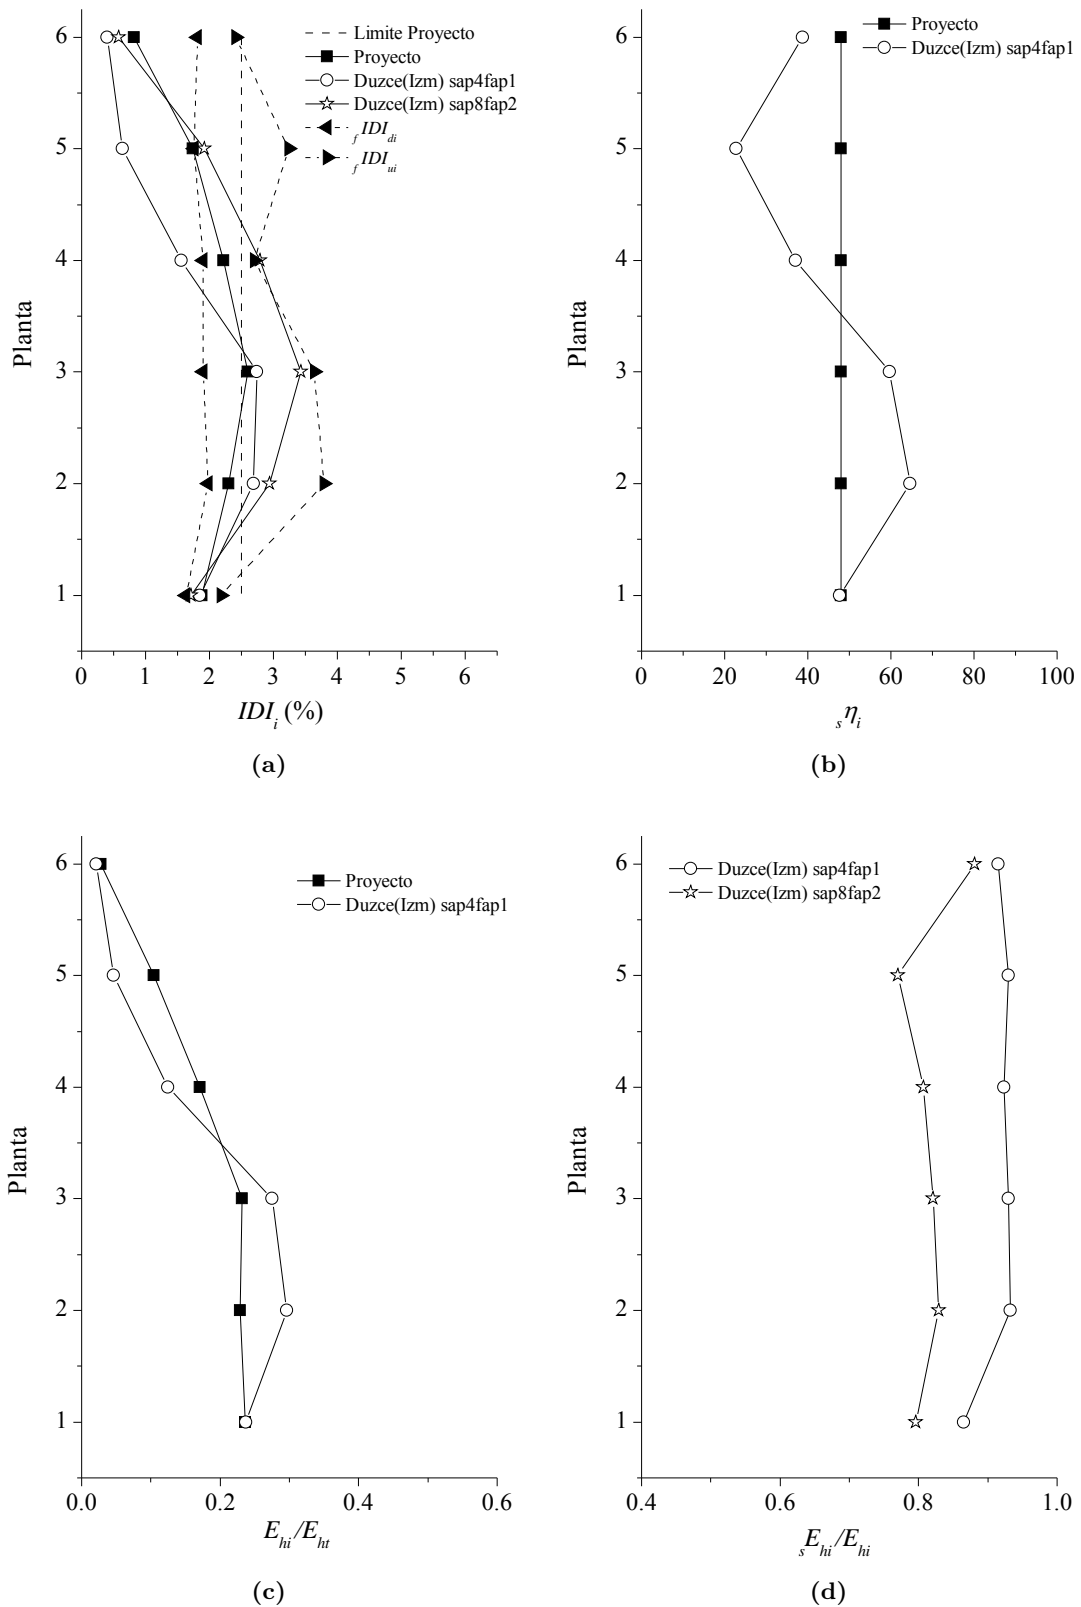 6
5
4
3
2
1
Planta
0 1 2 3 4 5 6
IDI_i (%)
Limite Proyecto
Proyecto
Duzce(Izm) sap4fap1
Duzce(Izm) sap8fap2
_f IDI_di
_f IDI_ui
(a)
6
5
4
3
2
1
Planta
0 20 40 60 80 100
_s η_i
Proyecto
Duzce(Izm) sap4fap1
(b)
6
5
4
3
2
1
Planta
0.0 0.2 0.4 0.6
E_hi/E_ht
Proyecto
Duzce(Izm) sap4fap1
(c)
6
5
4
3
2
1
Planta
0.4 0.6 0.8 1.0
_s E_hi/E_hi
Duzce(Izm) sap4fap1
Duzce(Izm) sap8fap2
(d)